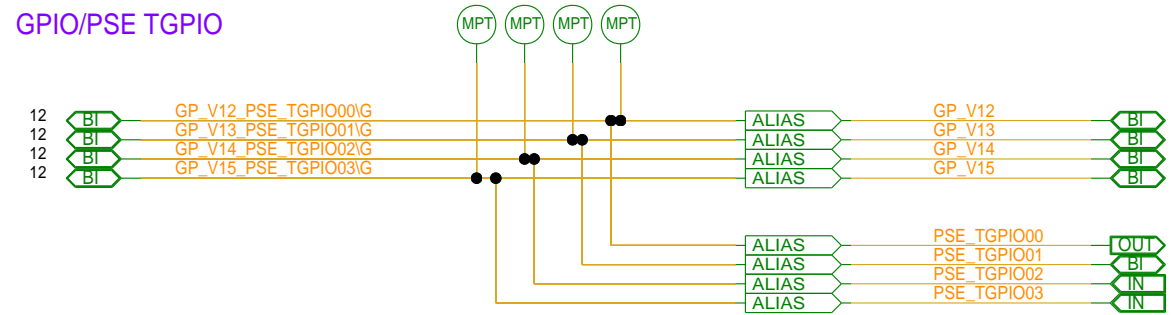 GPIO/PSE TGPIO
MPT MPT MPT MPT
12 BI GP_V12_PSE_TGPIO00\G ALIAS GP_V12 BI
12 BI GP_V13_PSE_TGPIO01\G ALIAS GP_V13 BI
12 BI GP_V14_PSE_TGPIO02\G ALIAS GP_V14 BI
12 BI GP_V15_PSE_TGPIO03\G ALIAS GP_V15 BI
ALIAS PSE_TGPIO00 OUT
ALIAS PSE_TGPIO01 BI
ALIAS PSE_TGPIO02 IN
ALIAS PSE_TGPIO03 IN